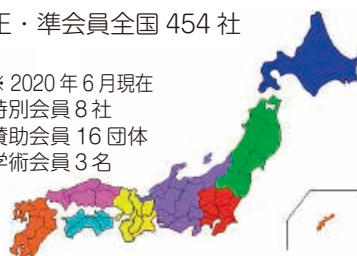 正・準会員全国 454 社
※ 2020 年 6 月現在
特別会員 8 社
賛助会員 16 団体
学術会員 3 名